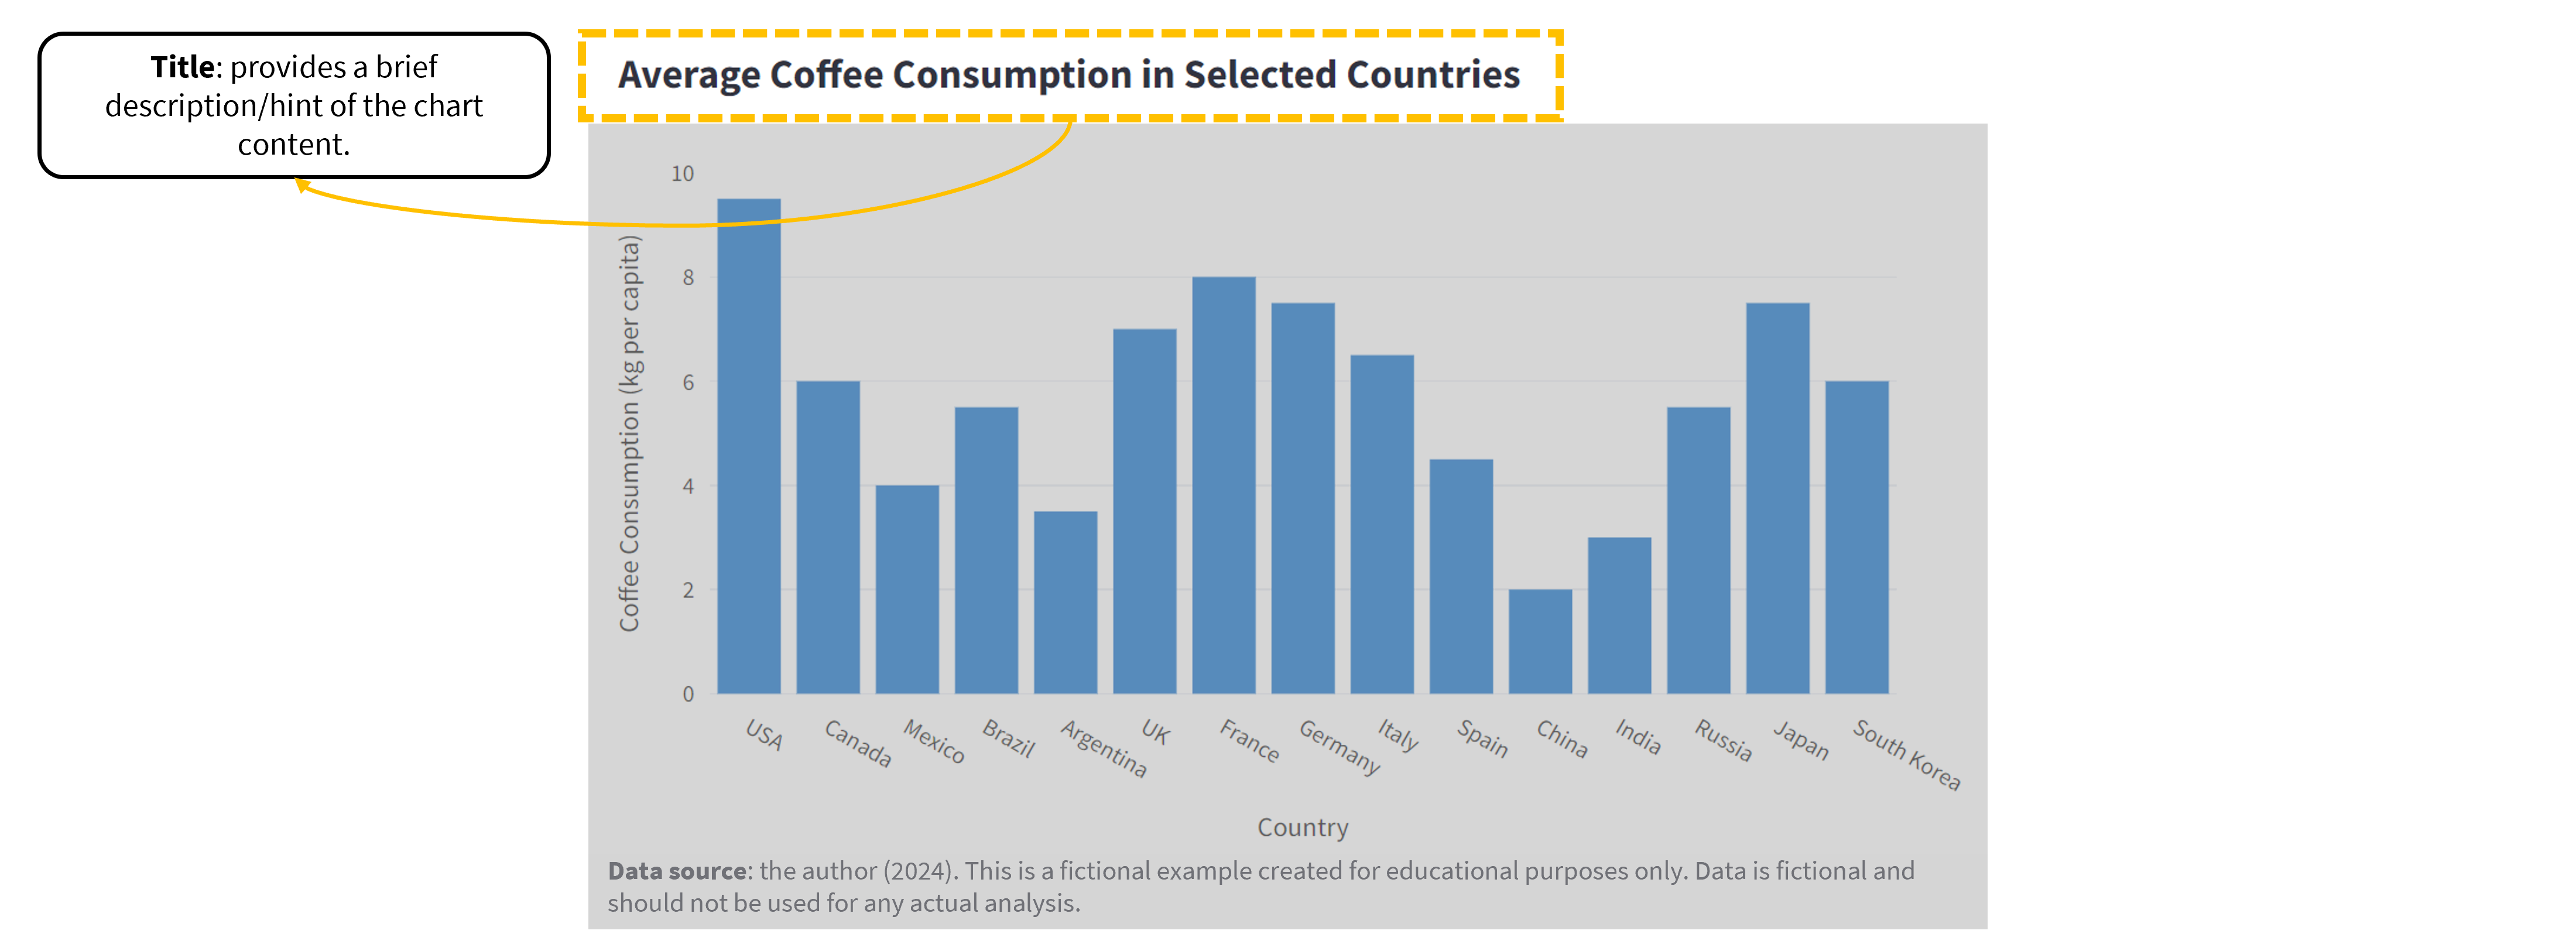 Title: provides a brief
description/hint of the chart
content.
Average Coffee Consumption in Selected Countries
Coffee Consumption (kg per capita)
10
8
6
4
2
0
USA
Canada
Mexico
Brazil
Argentina
UK
France
Germany
Italy
Spain
China
India
Russia
Japan
South Korea
Country
Data source: the author (2024). This is a fictional example created for educational purposes only. Data is fictional and
should not be used for any actual analysis.